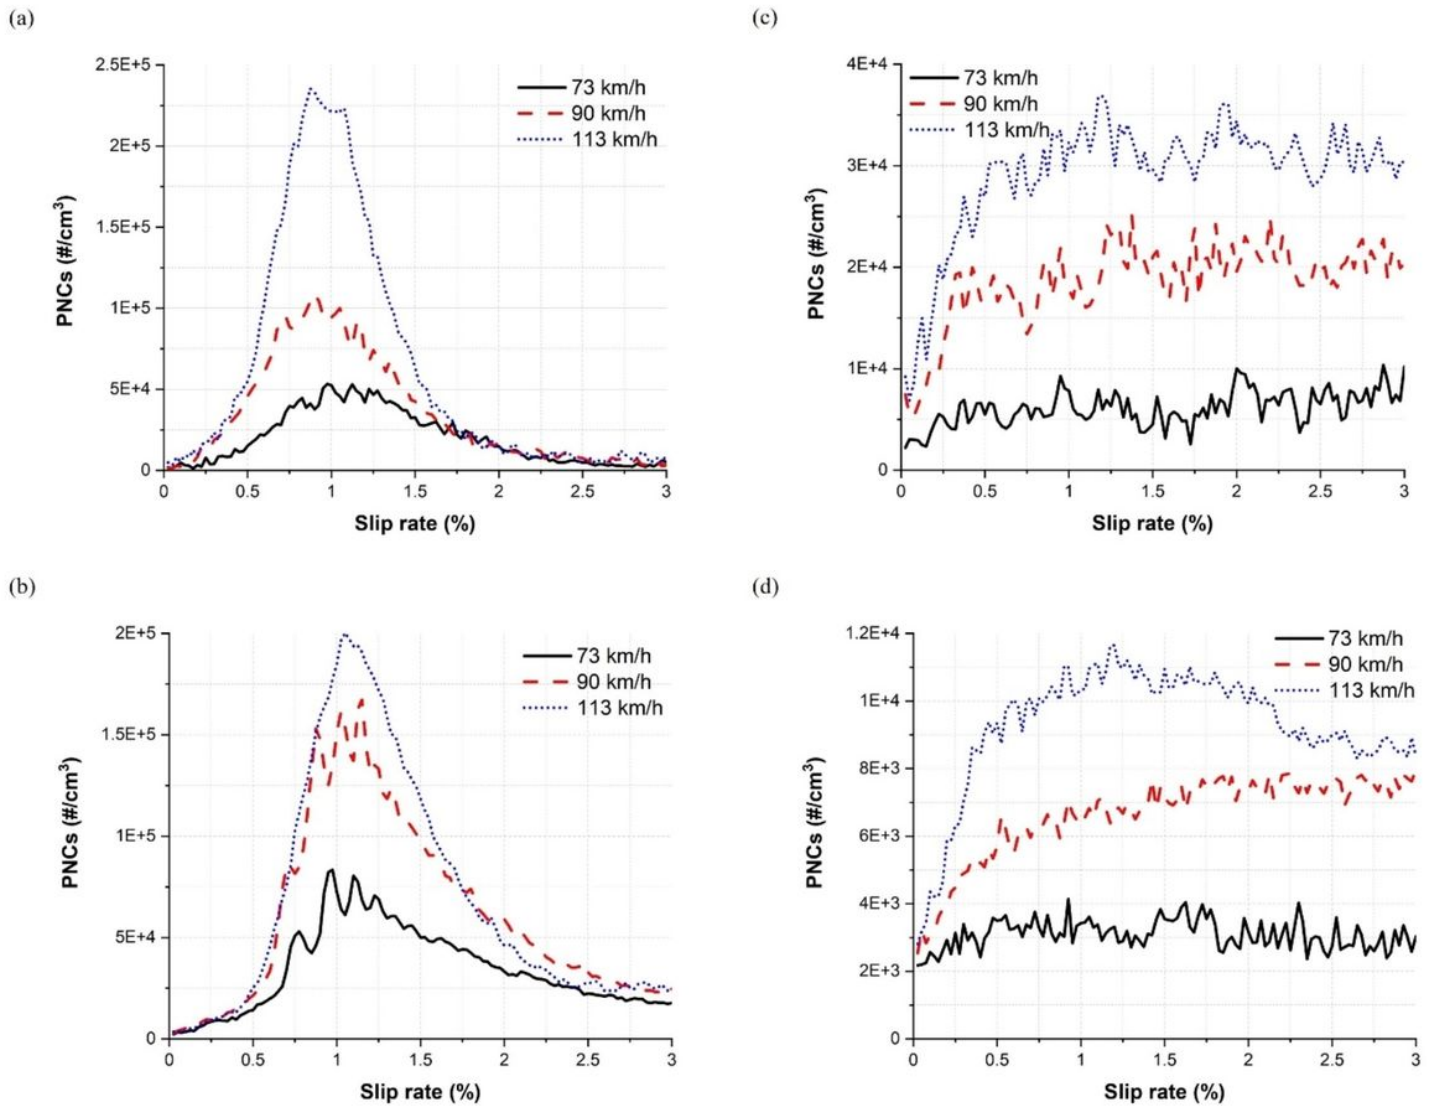 (a)
2.5E+5
2E+5
1.5E+5
1E+5
5E+4
0
PNCs (#/cm³)
73 km/h
90 km/h
113 km/h
0 0.5 1 1.5 2 2.5 3
Slip rate (%)
(c)
4E+4
3E+4
2E+4
1E+4
0
PNCs (#/cm³)
73 km/h
90 km/h
113 km/h
0 0.5 1 1.5 2 2.5 3
Slip rate (%)
(b)
2E+5
1.5E+5
1E+5
5E+4
0
PNCs (#/cm³)
73 km/h
90 km/h
113 km/h
0 0.5 1 1.5 2 2.5 3
Slip rate (%)
(d)
1.2E+4
1E+4
8E+3
6E+3
4E+3
2E+3
0
PNCs (#/cm³)
73 km/h
90 km/h
113 km/h
0 0.5 1 1.5 2 2.5 3
Slip rate (%)